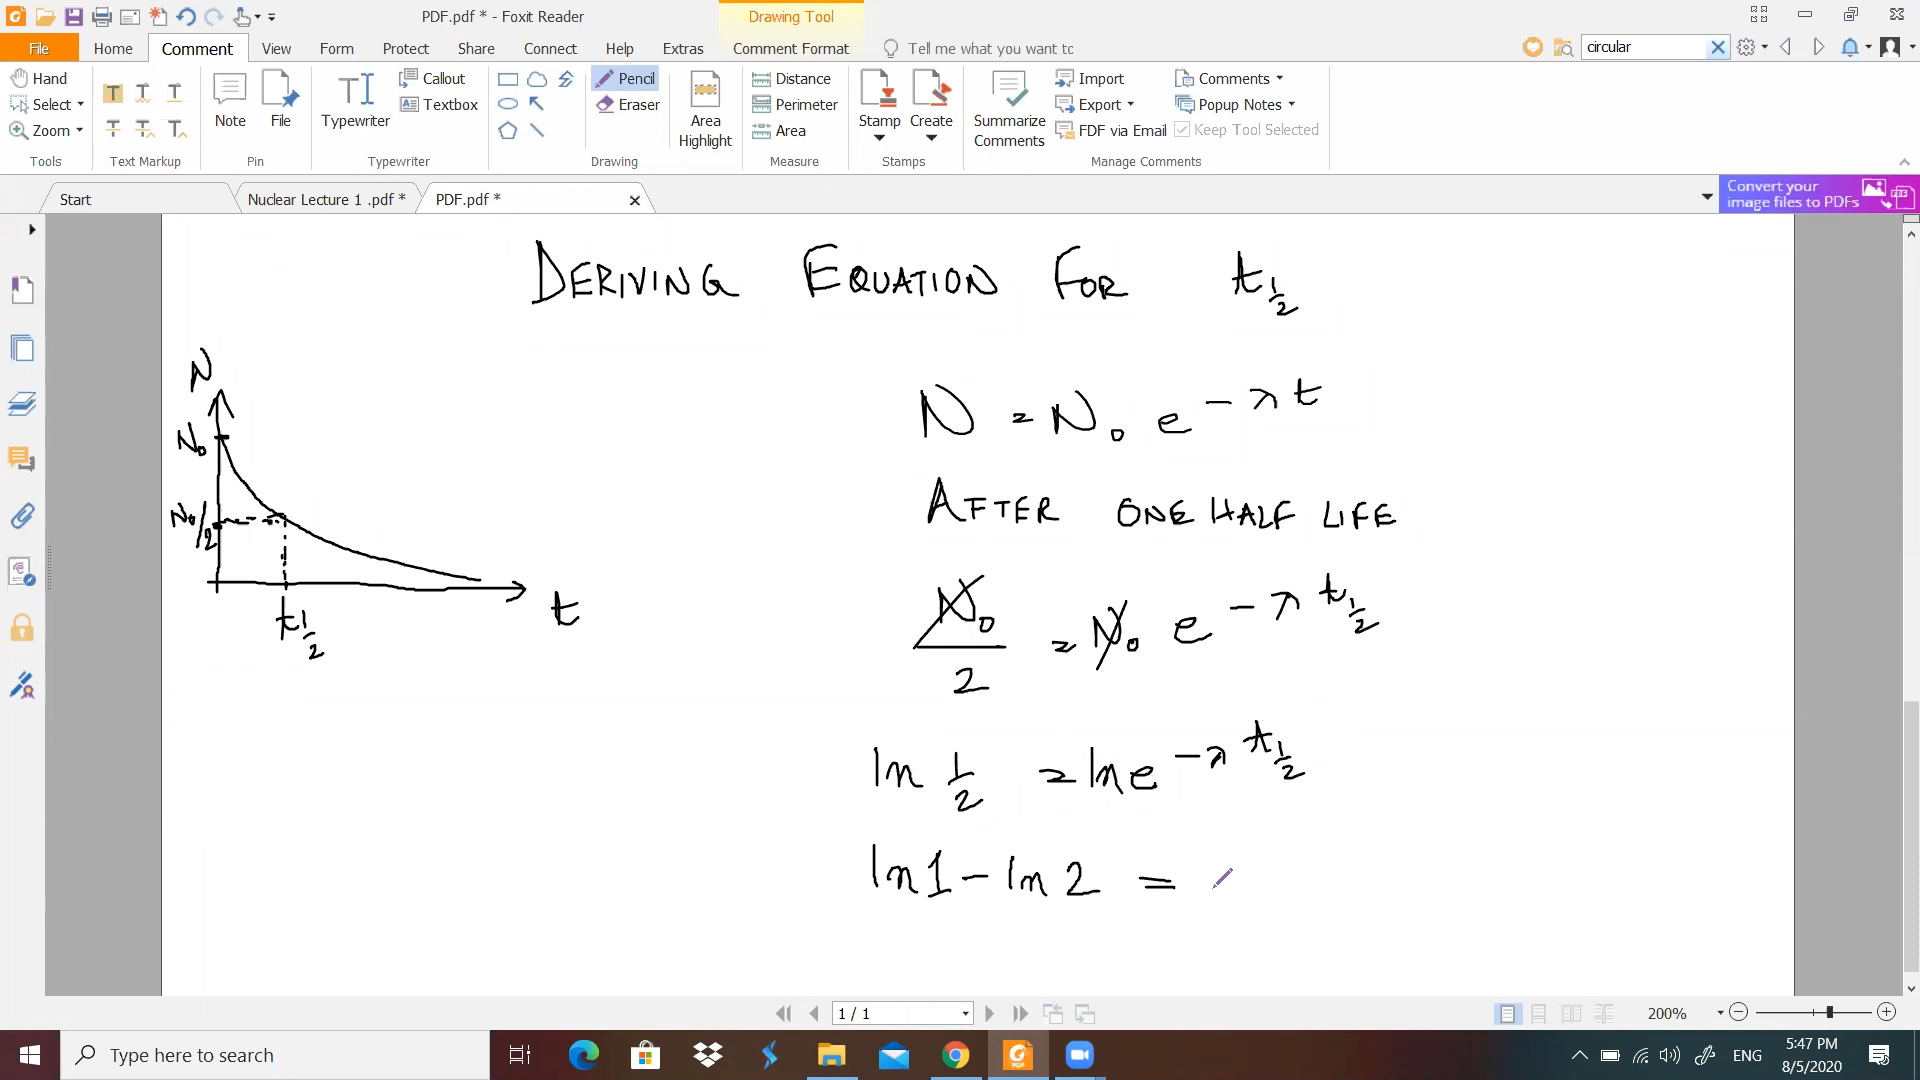 PDF.pdf * - Foxit Reader
Drawing Tool
File Home Comment View Form Protect Share Connect Help Extras Comment Format Tell me what you want to
circular
Hand
Select
Zoom
Tools
Text Markup
Note
File
Pin
Typewriter
Callout
Textbox
Typewriter
Pencil
Eraser
Drawing
Area
Highlight
Distance
Perimeter
Area
Measure
Stamp
Create
Stamps
Summarize
Comments
Import
Export
FDF via Email
Comments
Popup Notes
Keep Tool Selected
Manage Comments
Start
Nuclear Lecture 1 .pdf *
PDF.pdf *
Convert your
image files to PDFs
DERIVING EQUATION FOR t½
N
N₀
N₀/2
t½
t
N = N₀ e^-λt
AFTER ONE HALF LIFE
N₀/2 = N₀ e^-λt½
ln ½ = ln e^-λt½
ln 1 - ln 2 =
1 / 1
200%
Type here to search
ENG
5:47 PM
8/5/2020